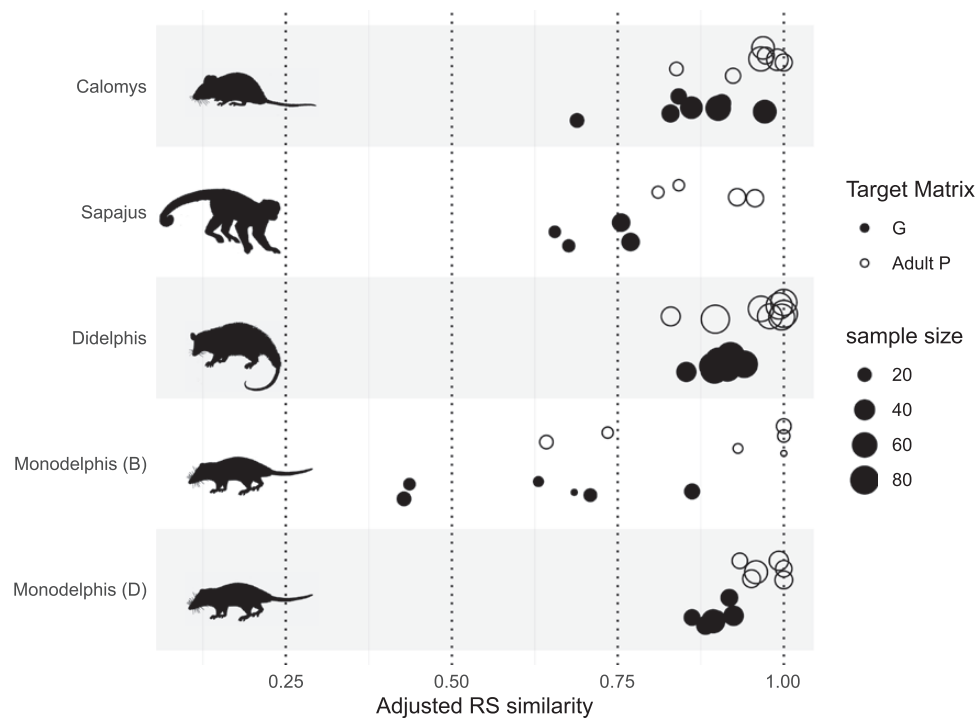 Calomys
Sapajus
Didelphis
Monodelphis (B)
Monodelphis (D)
0.25 0.50 0.75 1.00
Adjusted RS similarity
Target Matrix
G
Adult P
sample size
20
40
60
80